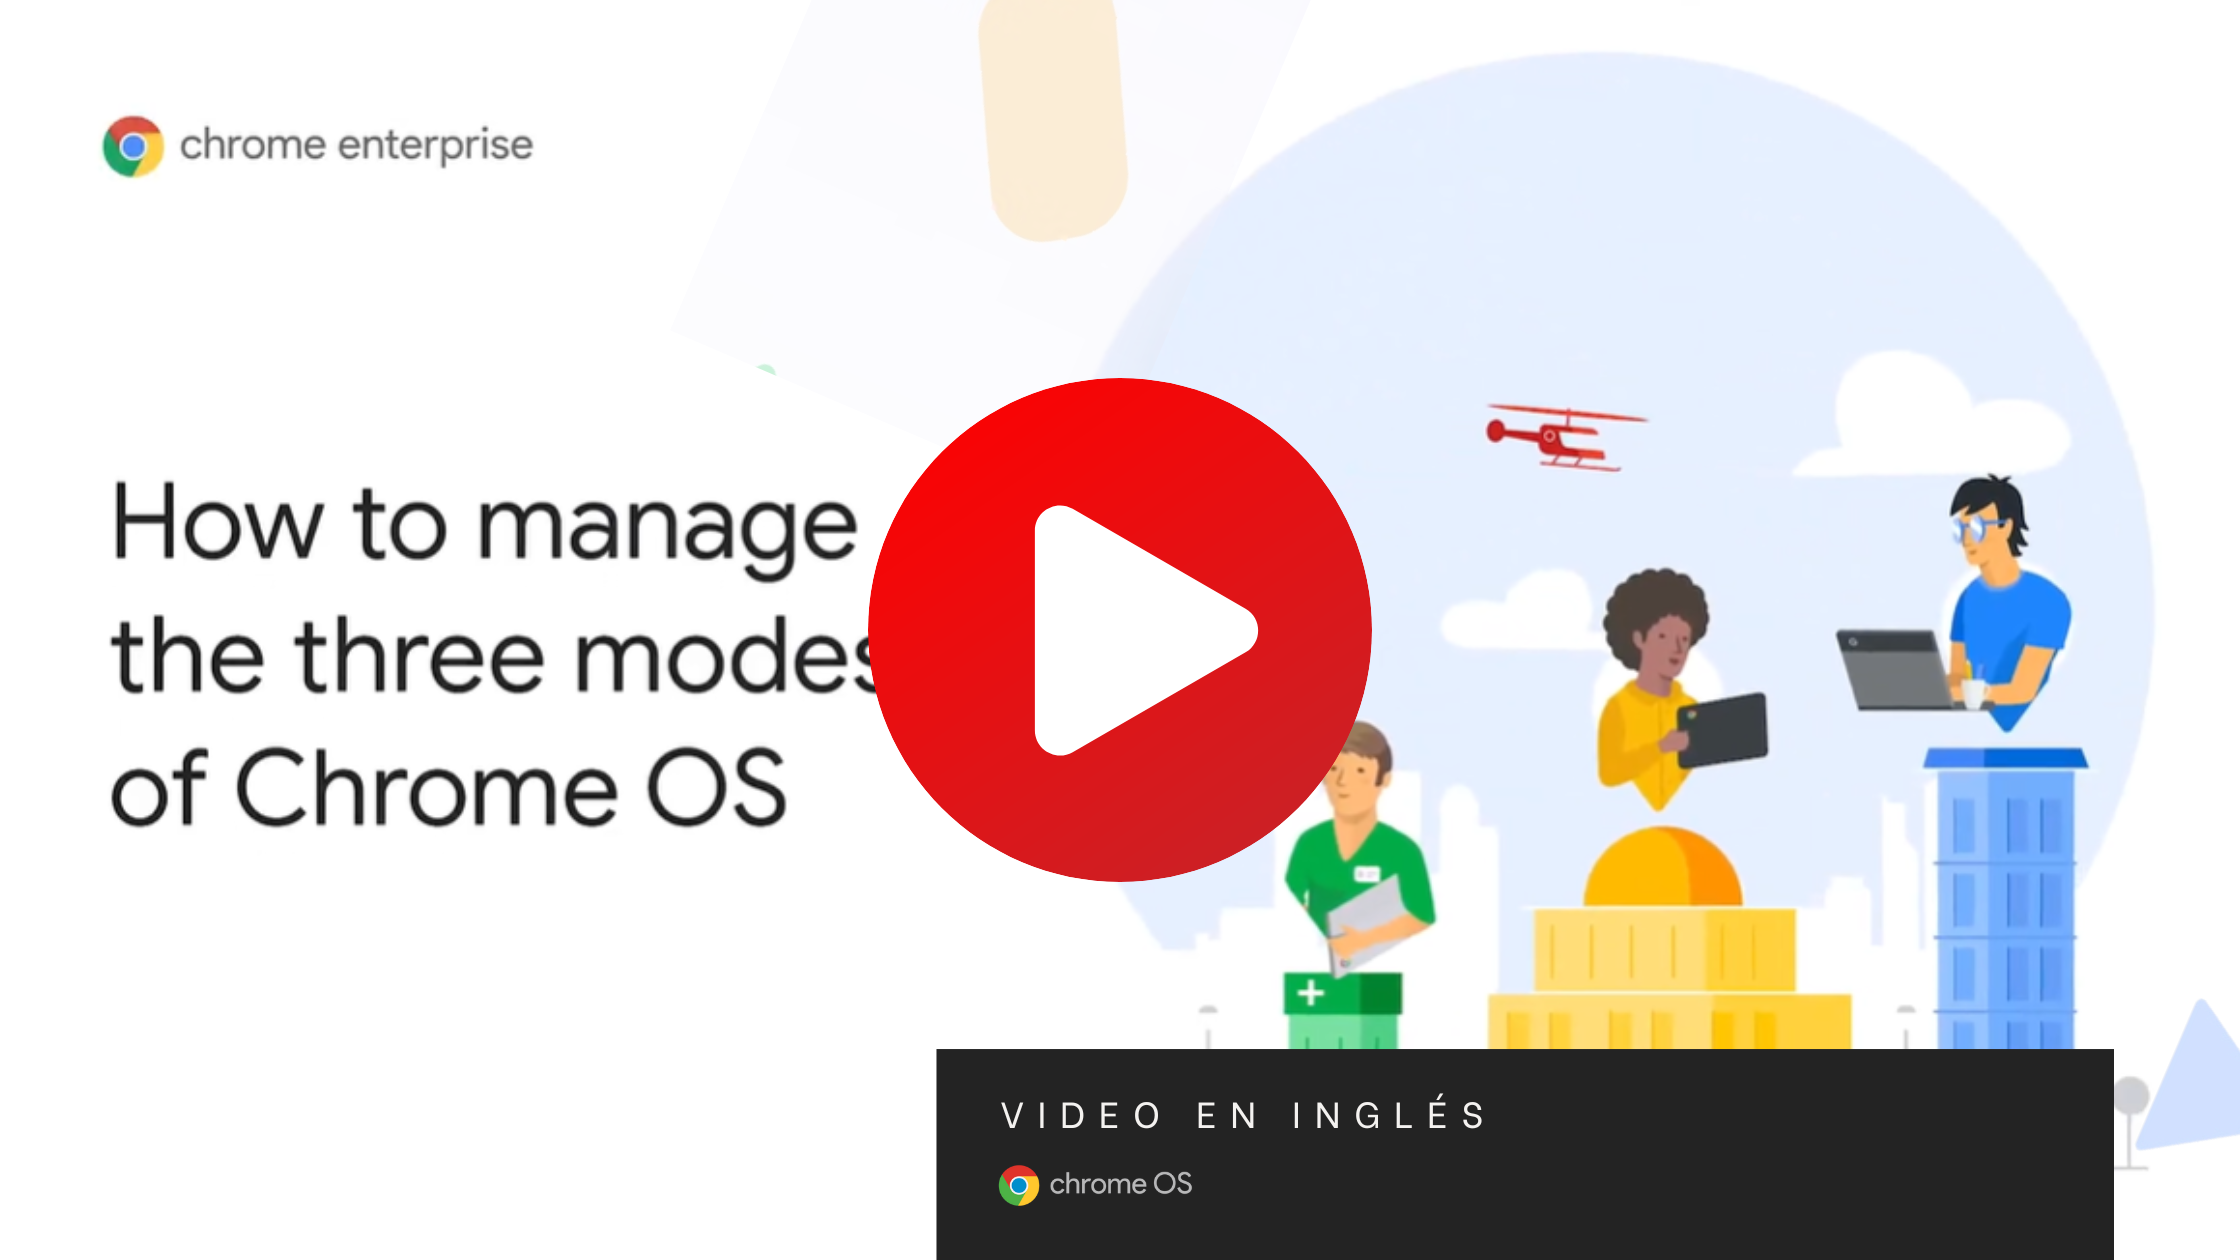 chrome enterprise
How to manage
the three modes
of Chrome OS
VIDEO EN INGLÉS
chrome OS